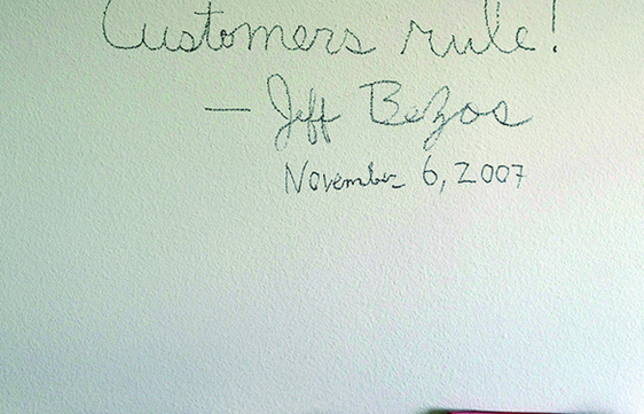 Customers rule!
— Jeff Bezos
November 6, 2007